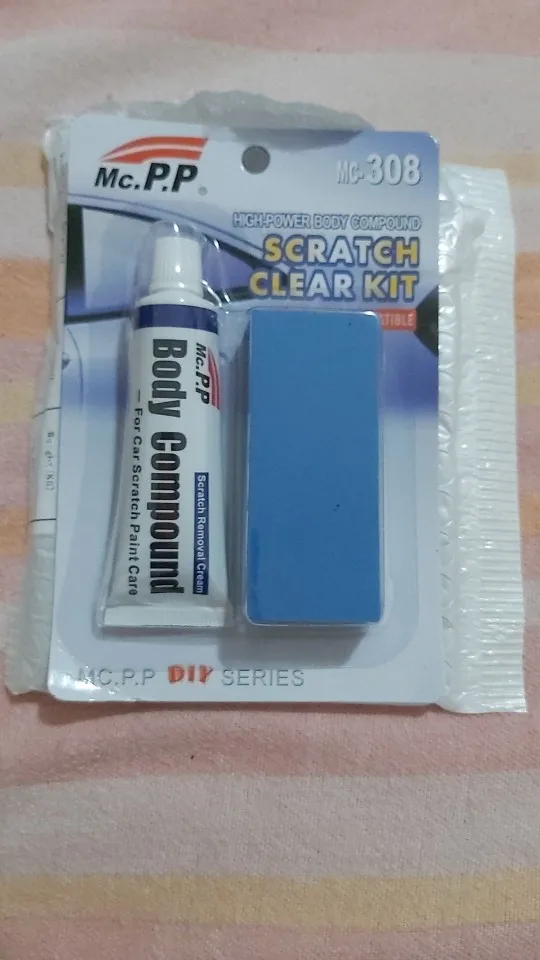 Mc.P.P®
MC-308
HIGH-POWER BODY COMPOUND
SCRATCH
CLEAR KIT
TIBLE
Mc.P.P
Body Compound
— For Car Scratch Paint Care
Scratch Removal Cream
MC.P.P DIY SERIES